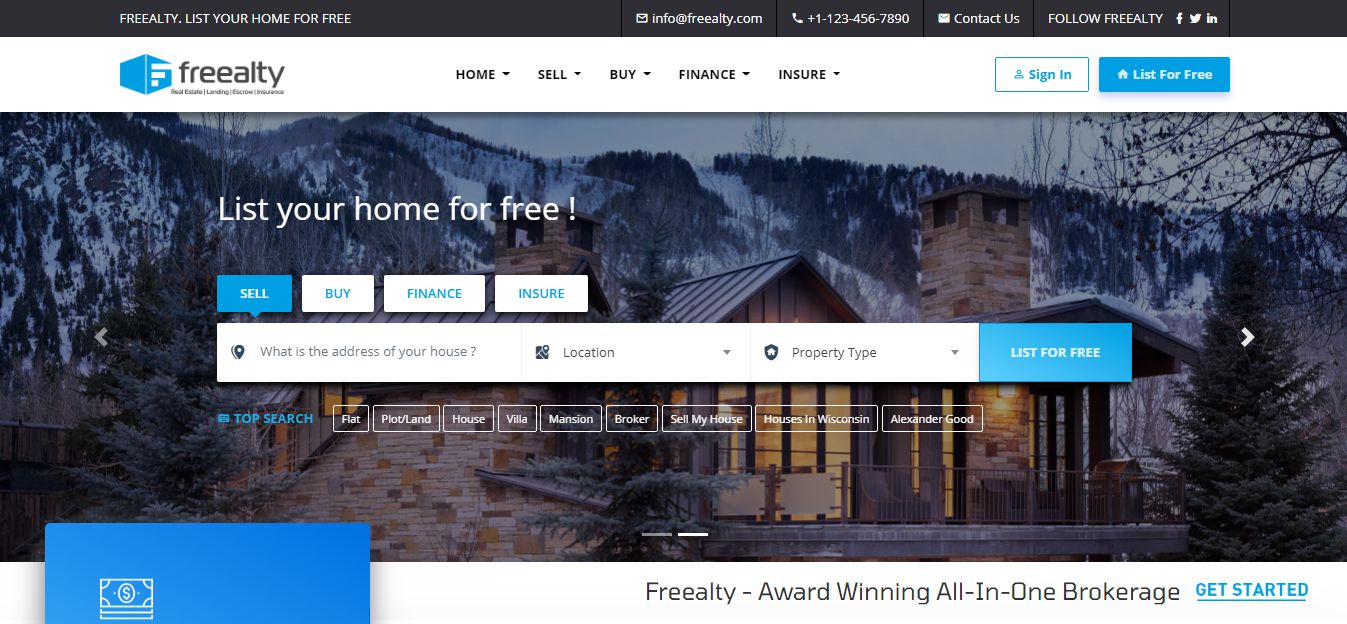 FREEALTY. LIST YOUR HOME FOR FREE
info@freealty.com
+1-123-456-7890
Contact Us
FOLLOW FREEALTY
freealty
Real Estate | Lending | Escrow | Insurance
HOME SELL BUY FINANCE INSURE
Sign In
List For Free
List your home for free !
SELL BUY FINANCE INSURE
What is the address of your house ?
Location
Property Type
LIST FOR FREE
TOP SEARCH
Flat Plot/Land House Villa Mansion Broker Sell My House Houses In Wisconsin Alexander Good
Freealty - Award Winning All-In-One Brokerage GET STARTED